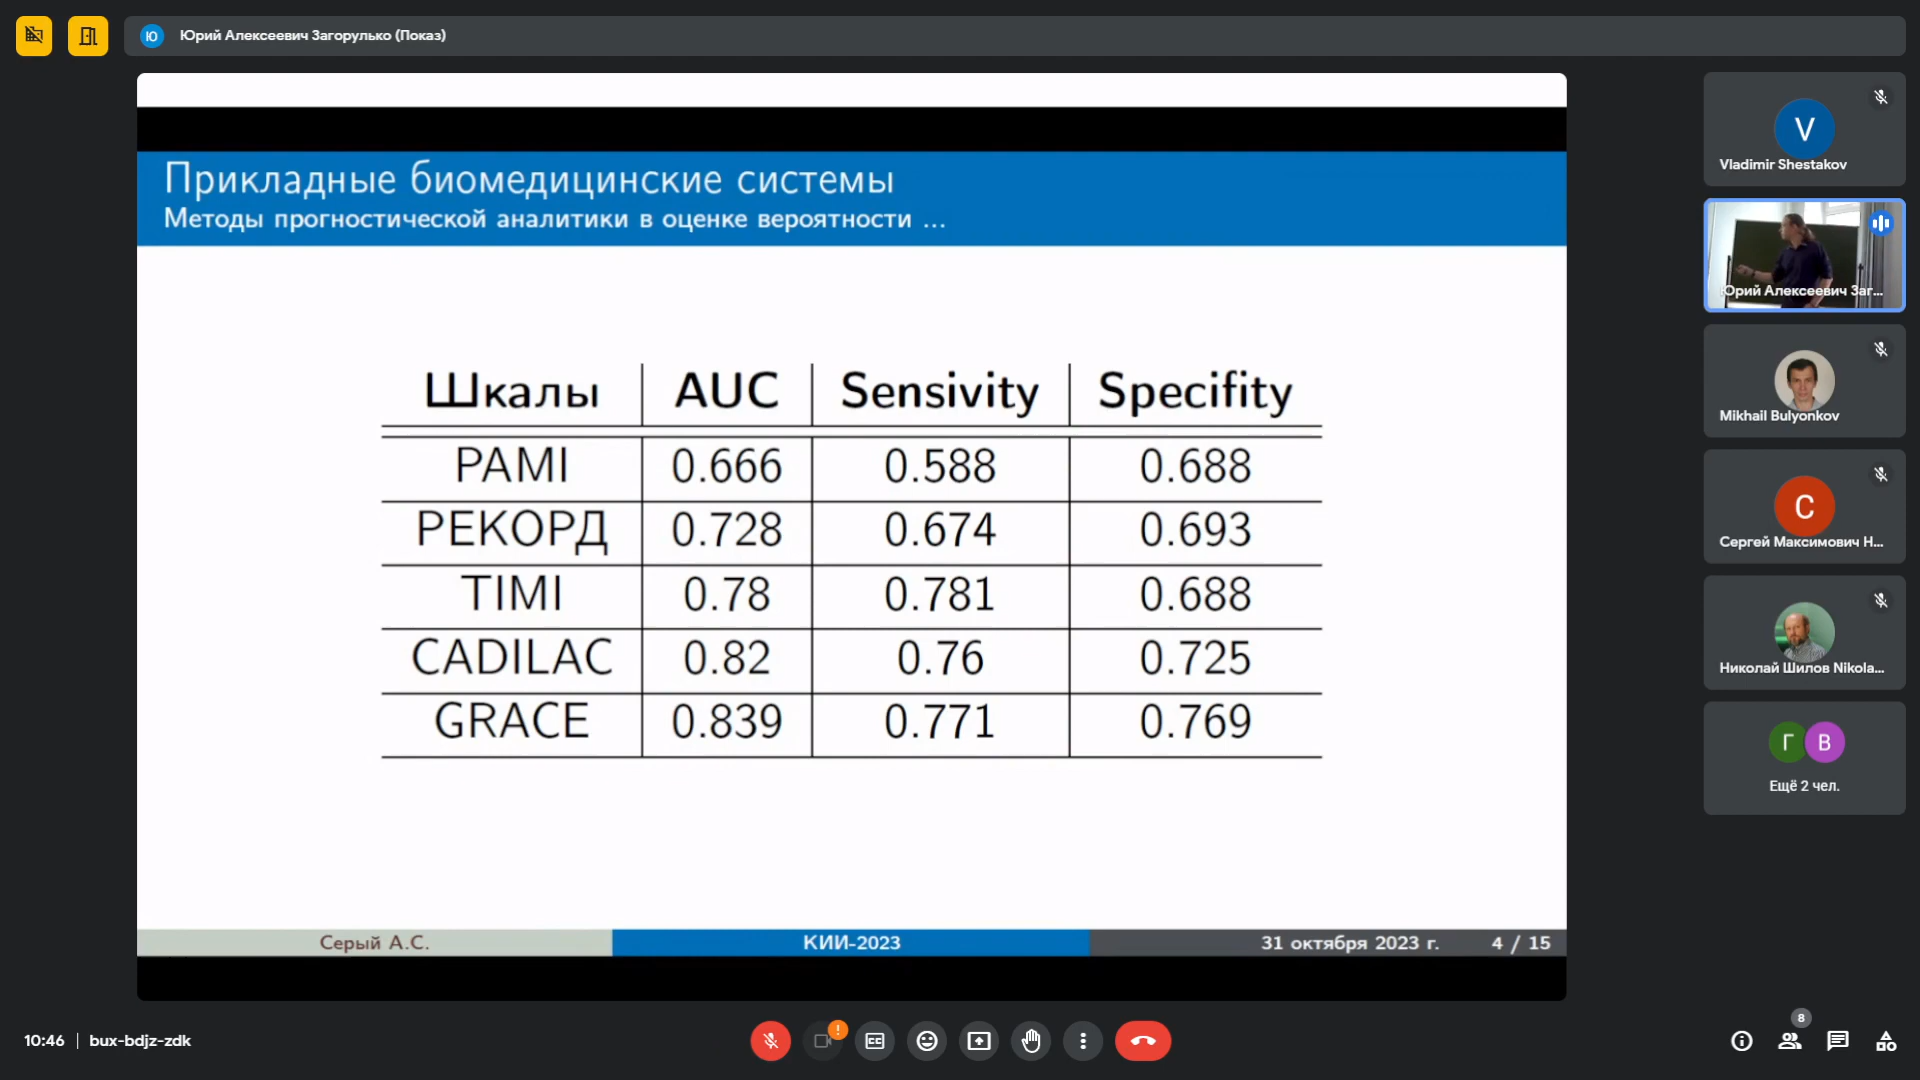 Ю Юрий Алексеевич Загорулько (Показ)
Прикладные биомедицинские системы
Методы прогностической аналитики в оценке вероятности ...
Шкалы AUC Sensivity Specifity
PAMI 0.666 0.588 0.688
РЕКОРД 0.728 0.674 0.693
TIMI 0.78 0.781 0.688
CADILAC 0.82 0.76 0.725
GRACE 0.839 0.771 0.769
Серый А.С. КИИ-2023 31 октября 2023 г. 4 / 15
V
Vladimir Shestakov
Юрий Алексеевич Заг...
Mikhail Bulyonkov
С
Сергей Максимович Н...
Николай Шилов Nikola...
Г В
Ещё 2 чел.
10:46 | bux-bdjz-zdk
!
CC
8